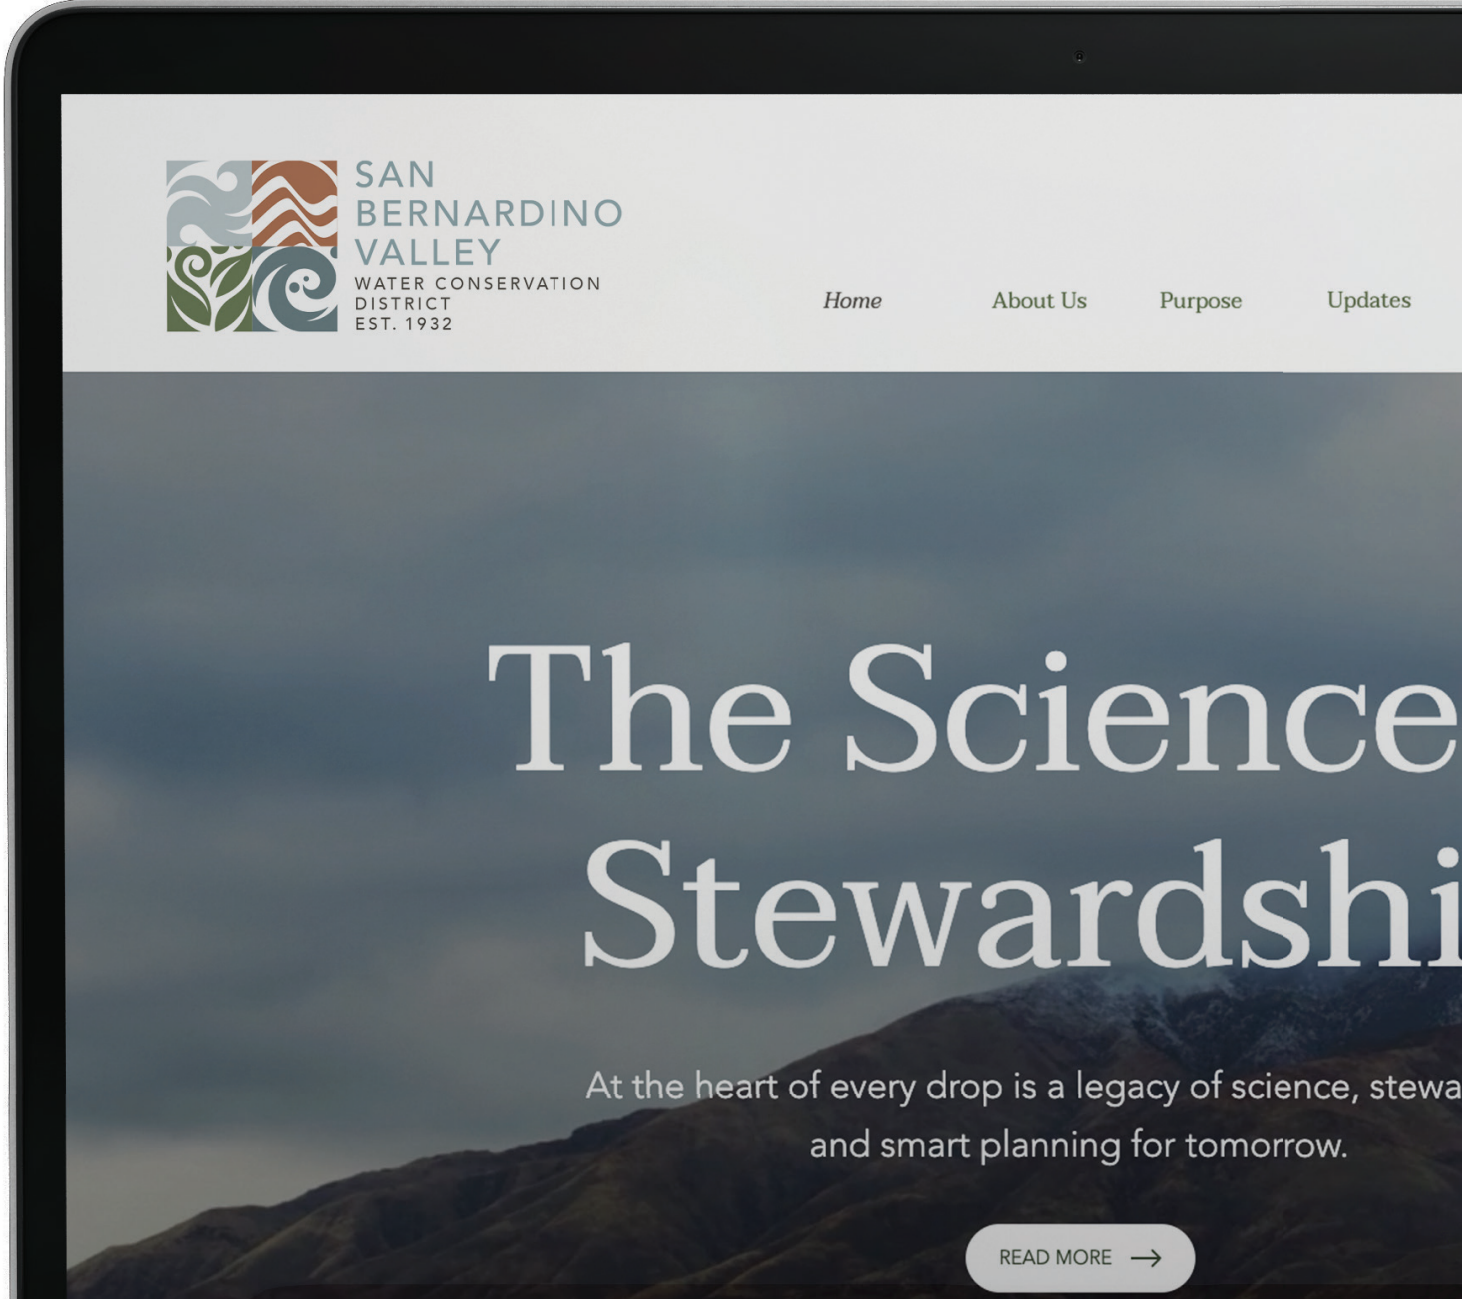 SAN
BERNARDINO
VALLEY
WATER CONSERVATION
DISTRICT
EST. 1932
Home About Us Purpose Updates
The Science
Stewardshi
At the heart of every drop is a legacy of science, stewa
and smart planning for tomorrow.
READ MORE